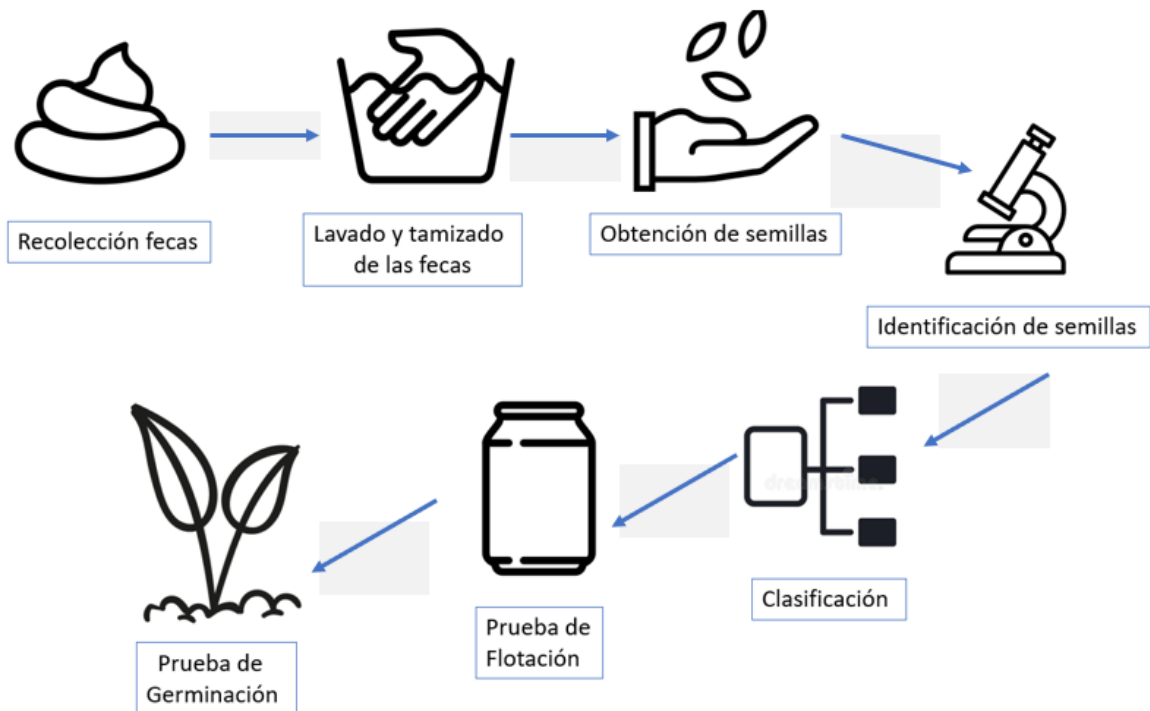 Recolección fecas
Lavado y tamizado
de las fecas
Obtención de semillas
Identificación de semillas
Clasificación
Prueba de
Flotación
Prueba de
Germinación